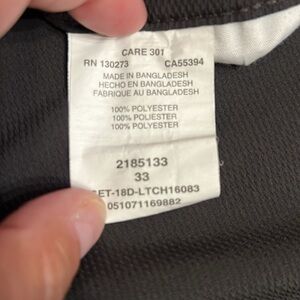 CARE 301
RN 130273 CA55394
MADE IN BANGLADESH
HECHO EN BANGLADESH
FABRIQUE AU BANGLADESH
100% POLYESTER
100% POLIESTER
100% POLYESTER
2185133
33
ET-18D-LTCH16083
051071169882